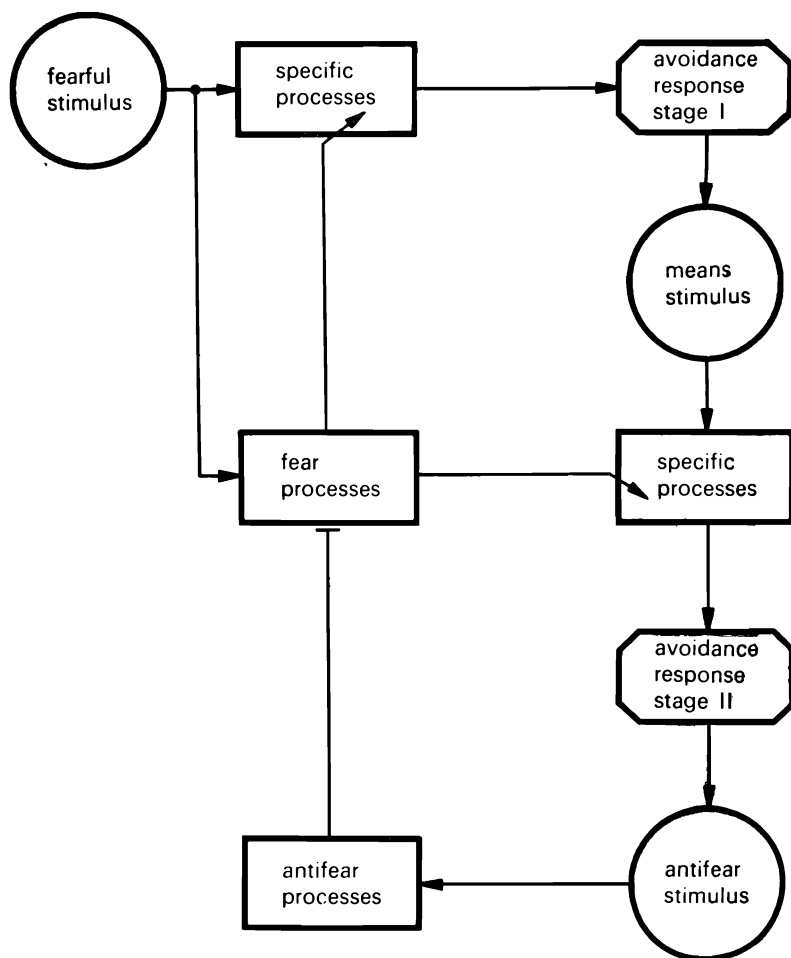 fearful
stimulus
specific
processes
avoidance
response
stage I
means
stimulus
fear
processes
specific
processes
avoidance
response
stage II
antifear
processes
antifear
stimulus